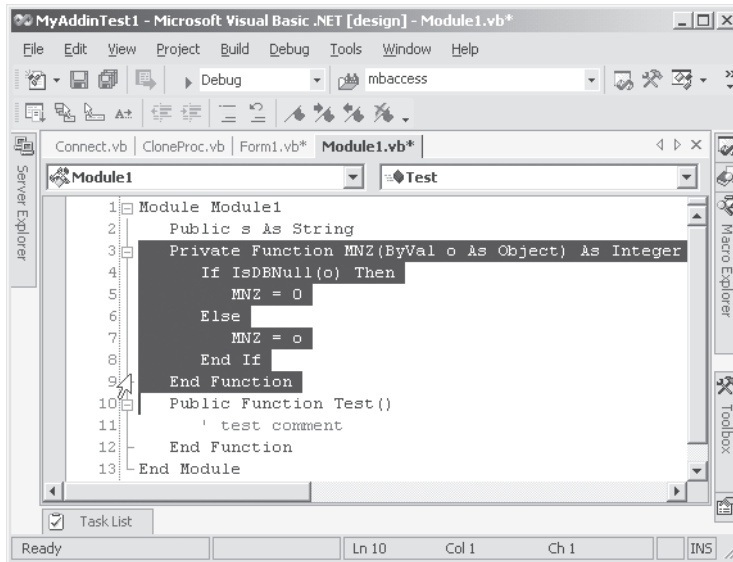 MyAddinTest1 - Microsoft Visual Basic .NET [design] - Module1.vb*
File Edit View Project Build Debug Tools Window Help
Debug mbaccess
Connect.vb CloneProc.vb Form1.vb* Module1.vb*
Module1 Test
1 Module Module1
2 Public s As String
3 Private Function MNZ(ByVal o As Object) As Integer
4 If IsDBNull(o) Then
5 MNZ = 0
6 Else
7 MNZ = o
8 End If
9 End Function
10 Public Function Test()
11 ' test comment
12 End Function
13 End Module
Server Explorer
Macro Explorer
Toolbox
Task List
Ready Ln 10 Col 1 Ch 1 INS